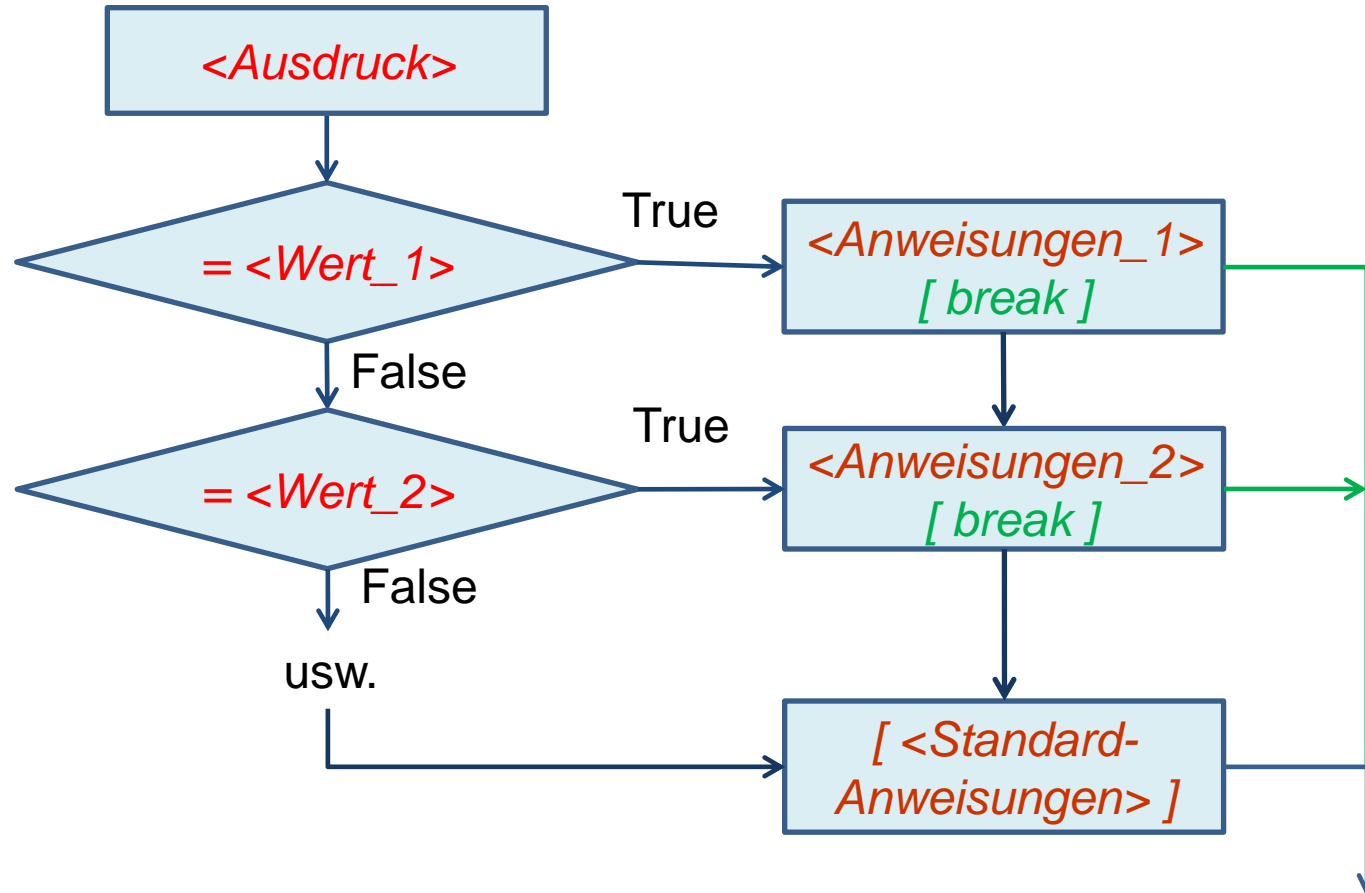 <Ausdruck>
True
= <Wert_1>
<Anweisungen_1>
[ break ]
False
True
= <Wert_2>
<Anweisungen_2>
[ break ]
False
usw.
[ <Standard-
Anweisungen> ]